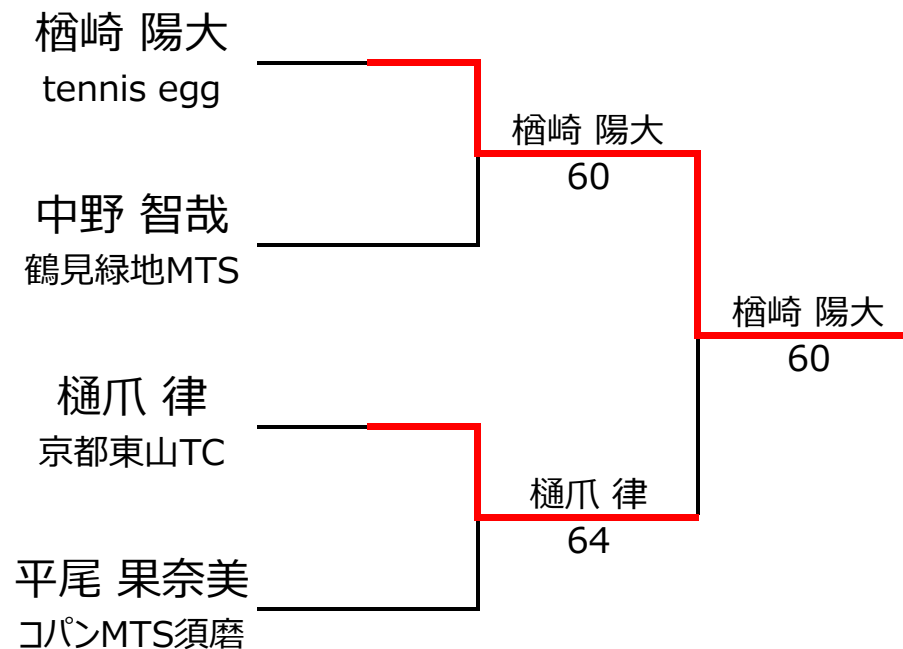 楢崎 陽大
tennis egg
楢崎 陽大
60
中野 智哉
鶴見緑地MTS
楢崎 陽大
60
樋爪 律
京都東山TC
樋爪 律
64
平尾 果奈美
コパンMTS須磨